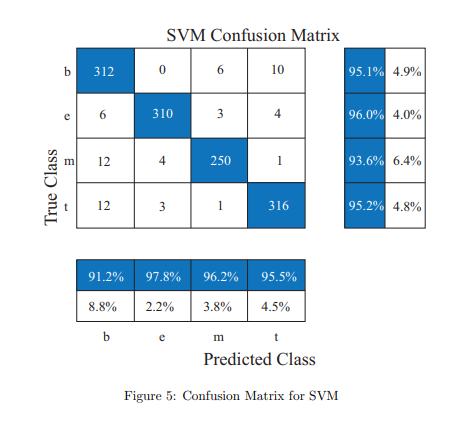 SVM Confusion Matrix
b 312 0 6 10 95.1% 4.9%
e 6 310 3 4 96.0% 4.0%
m 12 4 250 1 93.6% 6.4%
t 12 3 1 316 95.2% 4.8%
True Class
91.2% 97.8% 96.2% 95.5%
8.8% 2.2% 3.8% 4.5%
b e m t
Predicted Class
Figure 5: Confusion Matrix for SVM